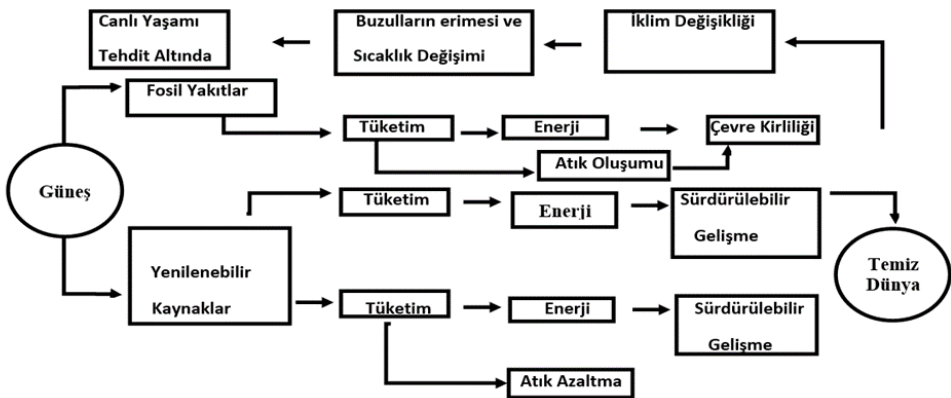 Canlı Yaşamı
Tehdit Altında
Buzulların erimesi ve
Sıcaklık Değişimi
İklim Değişikliği
Fosil Yakıtlar
Tüketim
Enerji
Çevre Kirliliği
Atık Oluşumu
Güneş
Tüketim
Enerji
Sürdürülebilir
Gelişme
Yenilenebilir
Kaynaklar
Temiz
Dünya
Tüketim
Enerji
Sürdürülebilir
Gelişme
Atık Azaltma